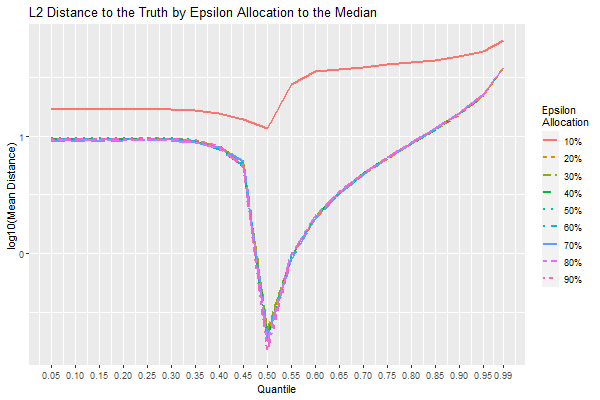 L2 Distance to the Truth by Epsilon Allocation to the Median
log10(Mean Distance)
1
0
0.05 0.10 0.15 0.20 0.25 0.30 0.35 0.40 0.45 0.50 0.55 0.60 0.65 0.70 0.75 0.80 0.85 0.90 0.95 0.99
Quantile
Epsilon
Allocation
10%
20%
30%
40%
50%
60%
70%
80%
90%